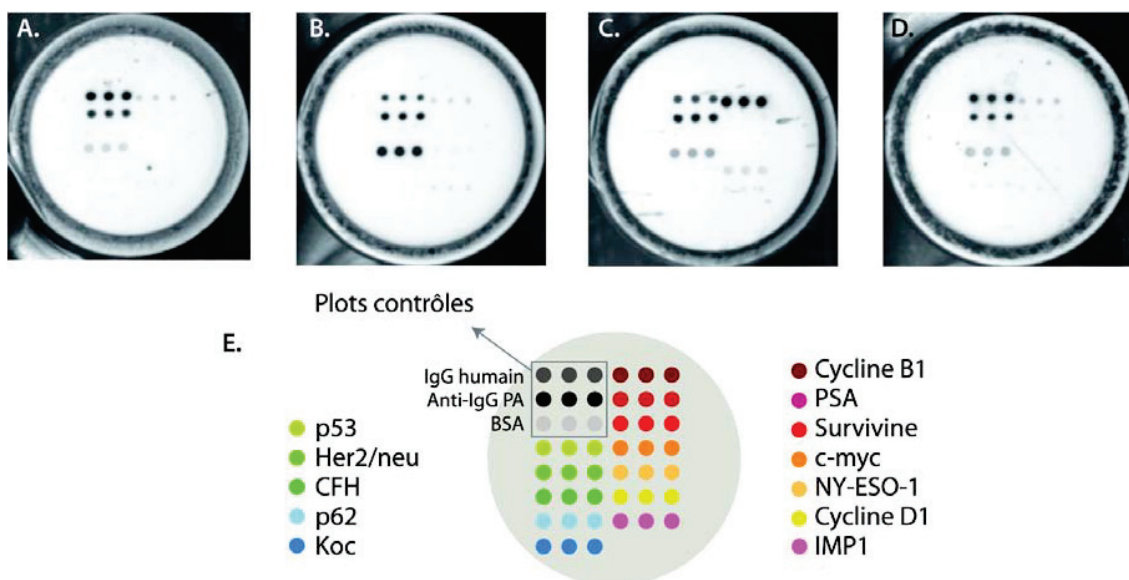 A.
B.
C.
D.
Plots contrôles
E.
IgG humain
Anti-IgG PA
BSA
p53
Her2/neu
CFH
p62
Koc
Cycline B1
PSA
Survivine
c-myc
NY-ESO-1
Cycline D1
IMP1